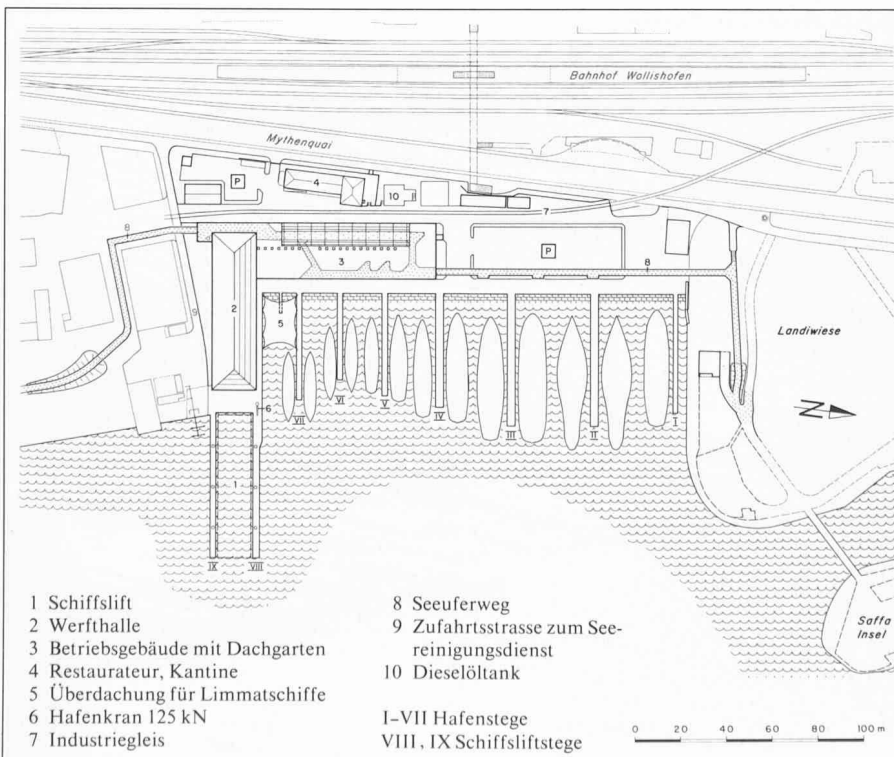 Bahnhof Wollishofen
Mythenquai
P
4
10
7
8
3
P
8
9
2
5
Landiwiese
N
6
VII
VI
V
IV
III
II
I
1
IX
VIII
Saffa
Insel
1 Schiffslift
2 Werfthalle
3 Betriebsgebäude mit Dachgarten
4 Restaurateur, Kantine
5 Überdachung für Limmatschiffe
6 Hafenkran 125 kN
7 Industriegleis
8 Seeuferweg
9 Zufahrtsstrasse zum See-
reinigungsdienst
10 Dieselöltank
I–VII Hafenstege
VIII, IX Schiffsliftstege
0 20 40 60 80 100 m